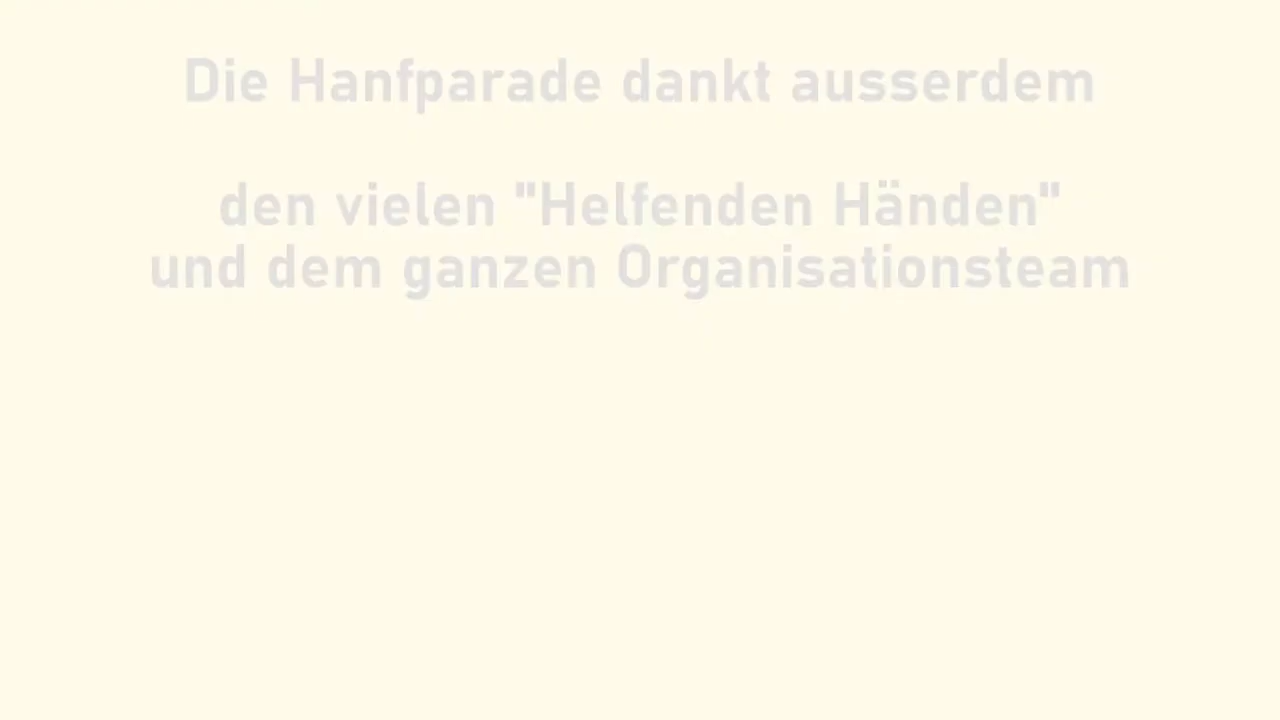 Die Hanfparade dankt ausserdem
den vielen "Helfenden Händen"
und dem ganzen Organisationsteam